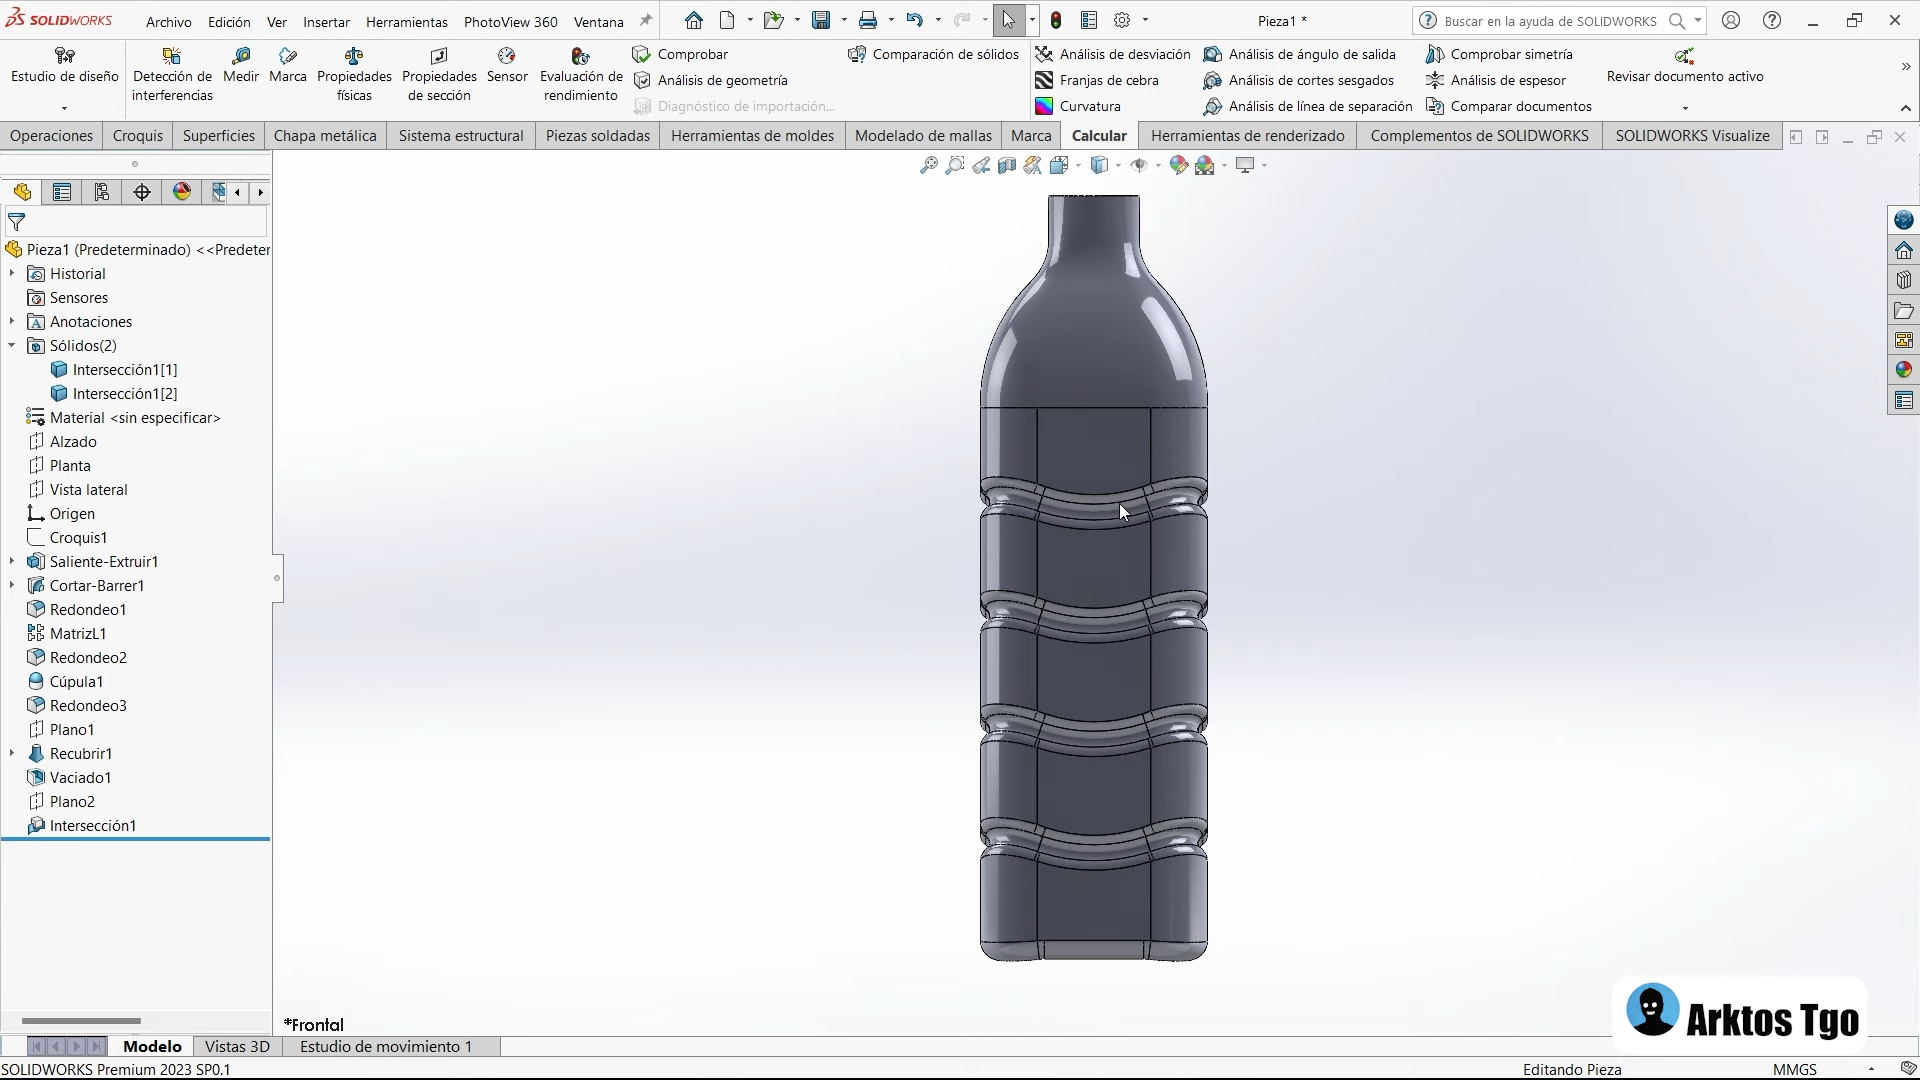 SOLIDWORKS Archivo Edición Ver Insertar Herramientas PhotoView 360 Ventana Pieza1 * Buscar en la ayuda de SOLIDWORKS
Estudio de diseño
Detección de interferencias
Medir
Marca
Propiedades físicas
Propiedades de sección
Sensor
Evaluación de rendimiento
Comprobar
Análisis de geometría
Diagnóstico de importación...
Comparación de sólidos
Análisis de desviación
Franjas de cebra
Curvatura
Análisis de ángulo de salida
Análisis de cortes sesgados
Análisis de línea de separación
Comprobar simetría
Análisis de espesor
Comparar documentos
Revisar documento activo
Operaciones Croquis Superficies Chapa metálica Sistema estructural Piezas soldadas Herramientas de moldes Modelado de mallas Marca Calcular Herramientas de renderizado Complementos de SOLIDWORKS SOLIDWORKS Visualize
Pieza1 (Predeterminado) <<Predeter
Historial
Sensores
Anotaciones
Sólidos(2)
Intersección1[1]
Intersección1[2]
Material <sin especificar>
Alzado
Planta
Vista lateral
Origen
Croquis1
Saliente-Extruir1
Cortar-Barrer1
Redondeo1
MatrizL1
Redondeo2
Cúpula1
Redondeo3
Plano1
Recubrir1
Vaciado1
Plano2
Intersección1
*Frontal
Arktos Tgo
Modelo Vistas 3D Estudio de movimiento 1
SOLIDWORKS Premium 2023 SP0.1 Editando Pieza MMGS